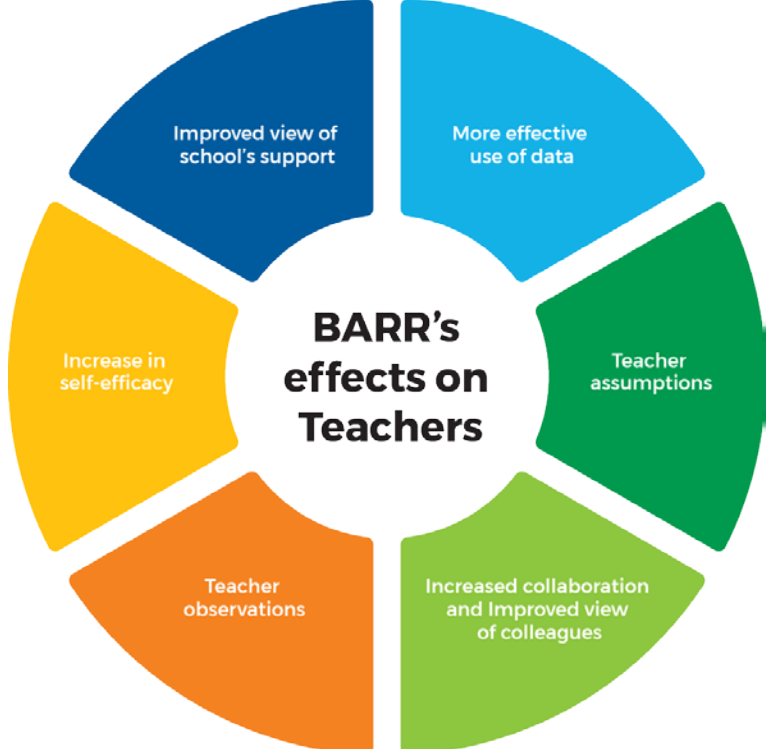 Improved view of
school's support
More effective
use of data
Increase in
self-efficacy
BARR's
effects on
Teachers
Teacher
assumptions
Teacher
observations
Increased collaboration
and Improved view
of colleagues